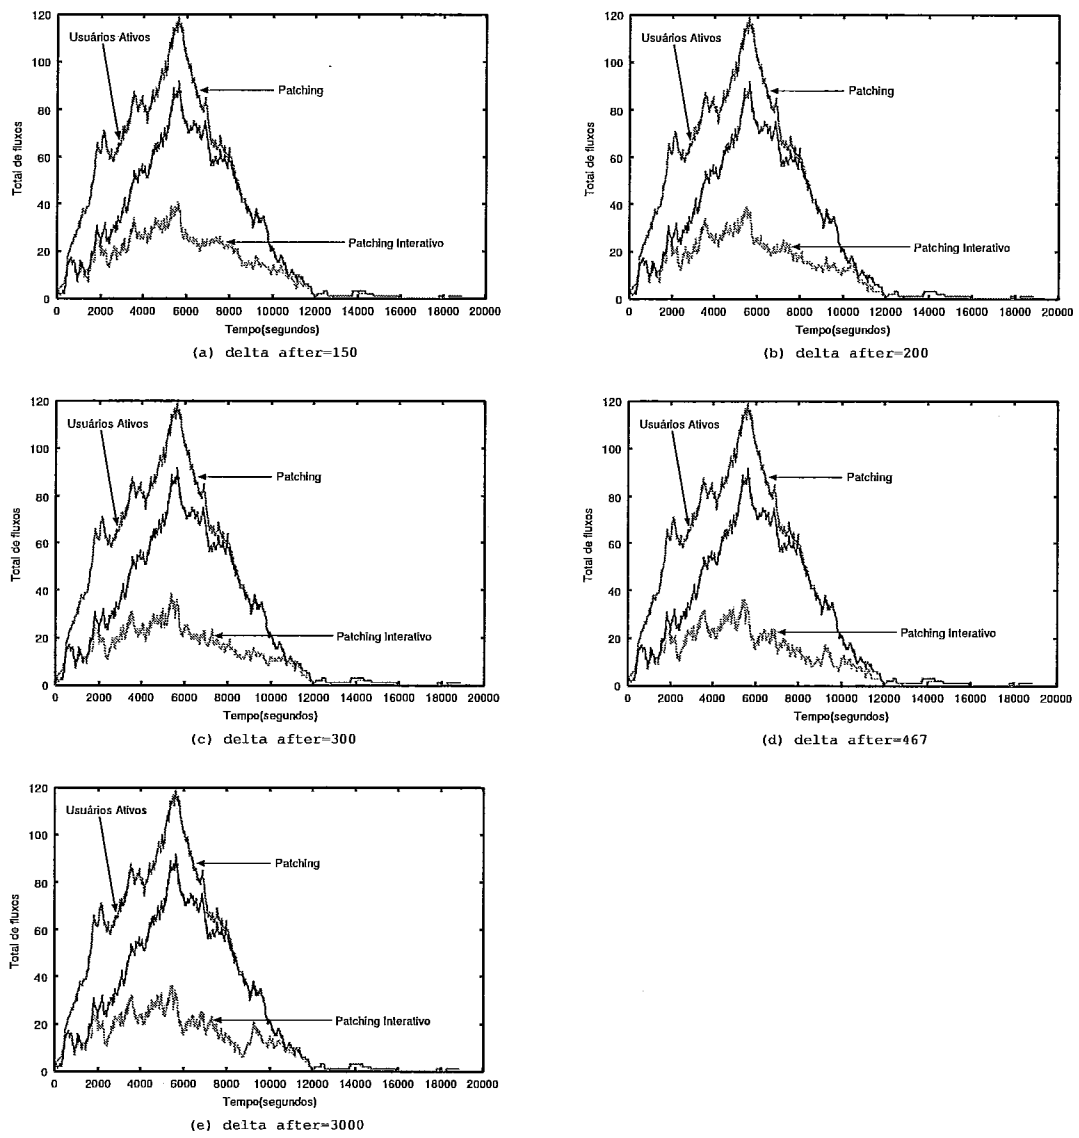 120
100
80
60
40
20
0
Total de fluxos
Usuários Ativos
Patching
Patching Interativo
0 2000 4000 6000 8000 10000 12000 14000 16000 18000 20000
Tempo(segundos)
(a) delta after=150
120
100
80
60
40
20
0
Total de fluxos
Usuários Ativos
Patching
Patching Interativo
0 2000 4000 6000 8000 10000 12000 14000 16000 18000 20000
Tempo(segundos)
(b) delta after=200
120
100
80
60
40
20
0
Total de fluxos
Usuários Ativos
Patching
Patching Interativo
0 2000 4000 6000 8000 10000 12000 14000 16000 18000 20000
Tempo(segundos)
(c) delta after=300
120
100
80
60
40
20
0
Total de fluxos
Usuários Ativos
Patching
Patching Interativo
0 2000 4000 6000 8000 10000 12000 14000 16000 18000 20000
Tempo(segundos)
(d) delta after=467
120
100
80
60
40
20
0
Total de fluxos
Usuários Ativos
Patching
Patching Interativo
0 2000 4000 6000 8000 10000 12000 14000 16000 18000 20000
Tempo(segundos)
(e) delta after=3000